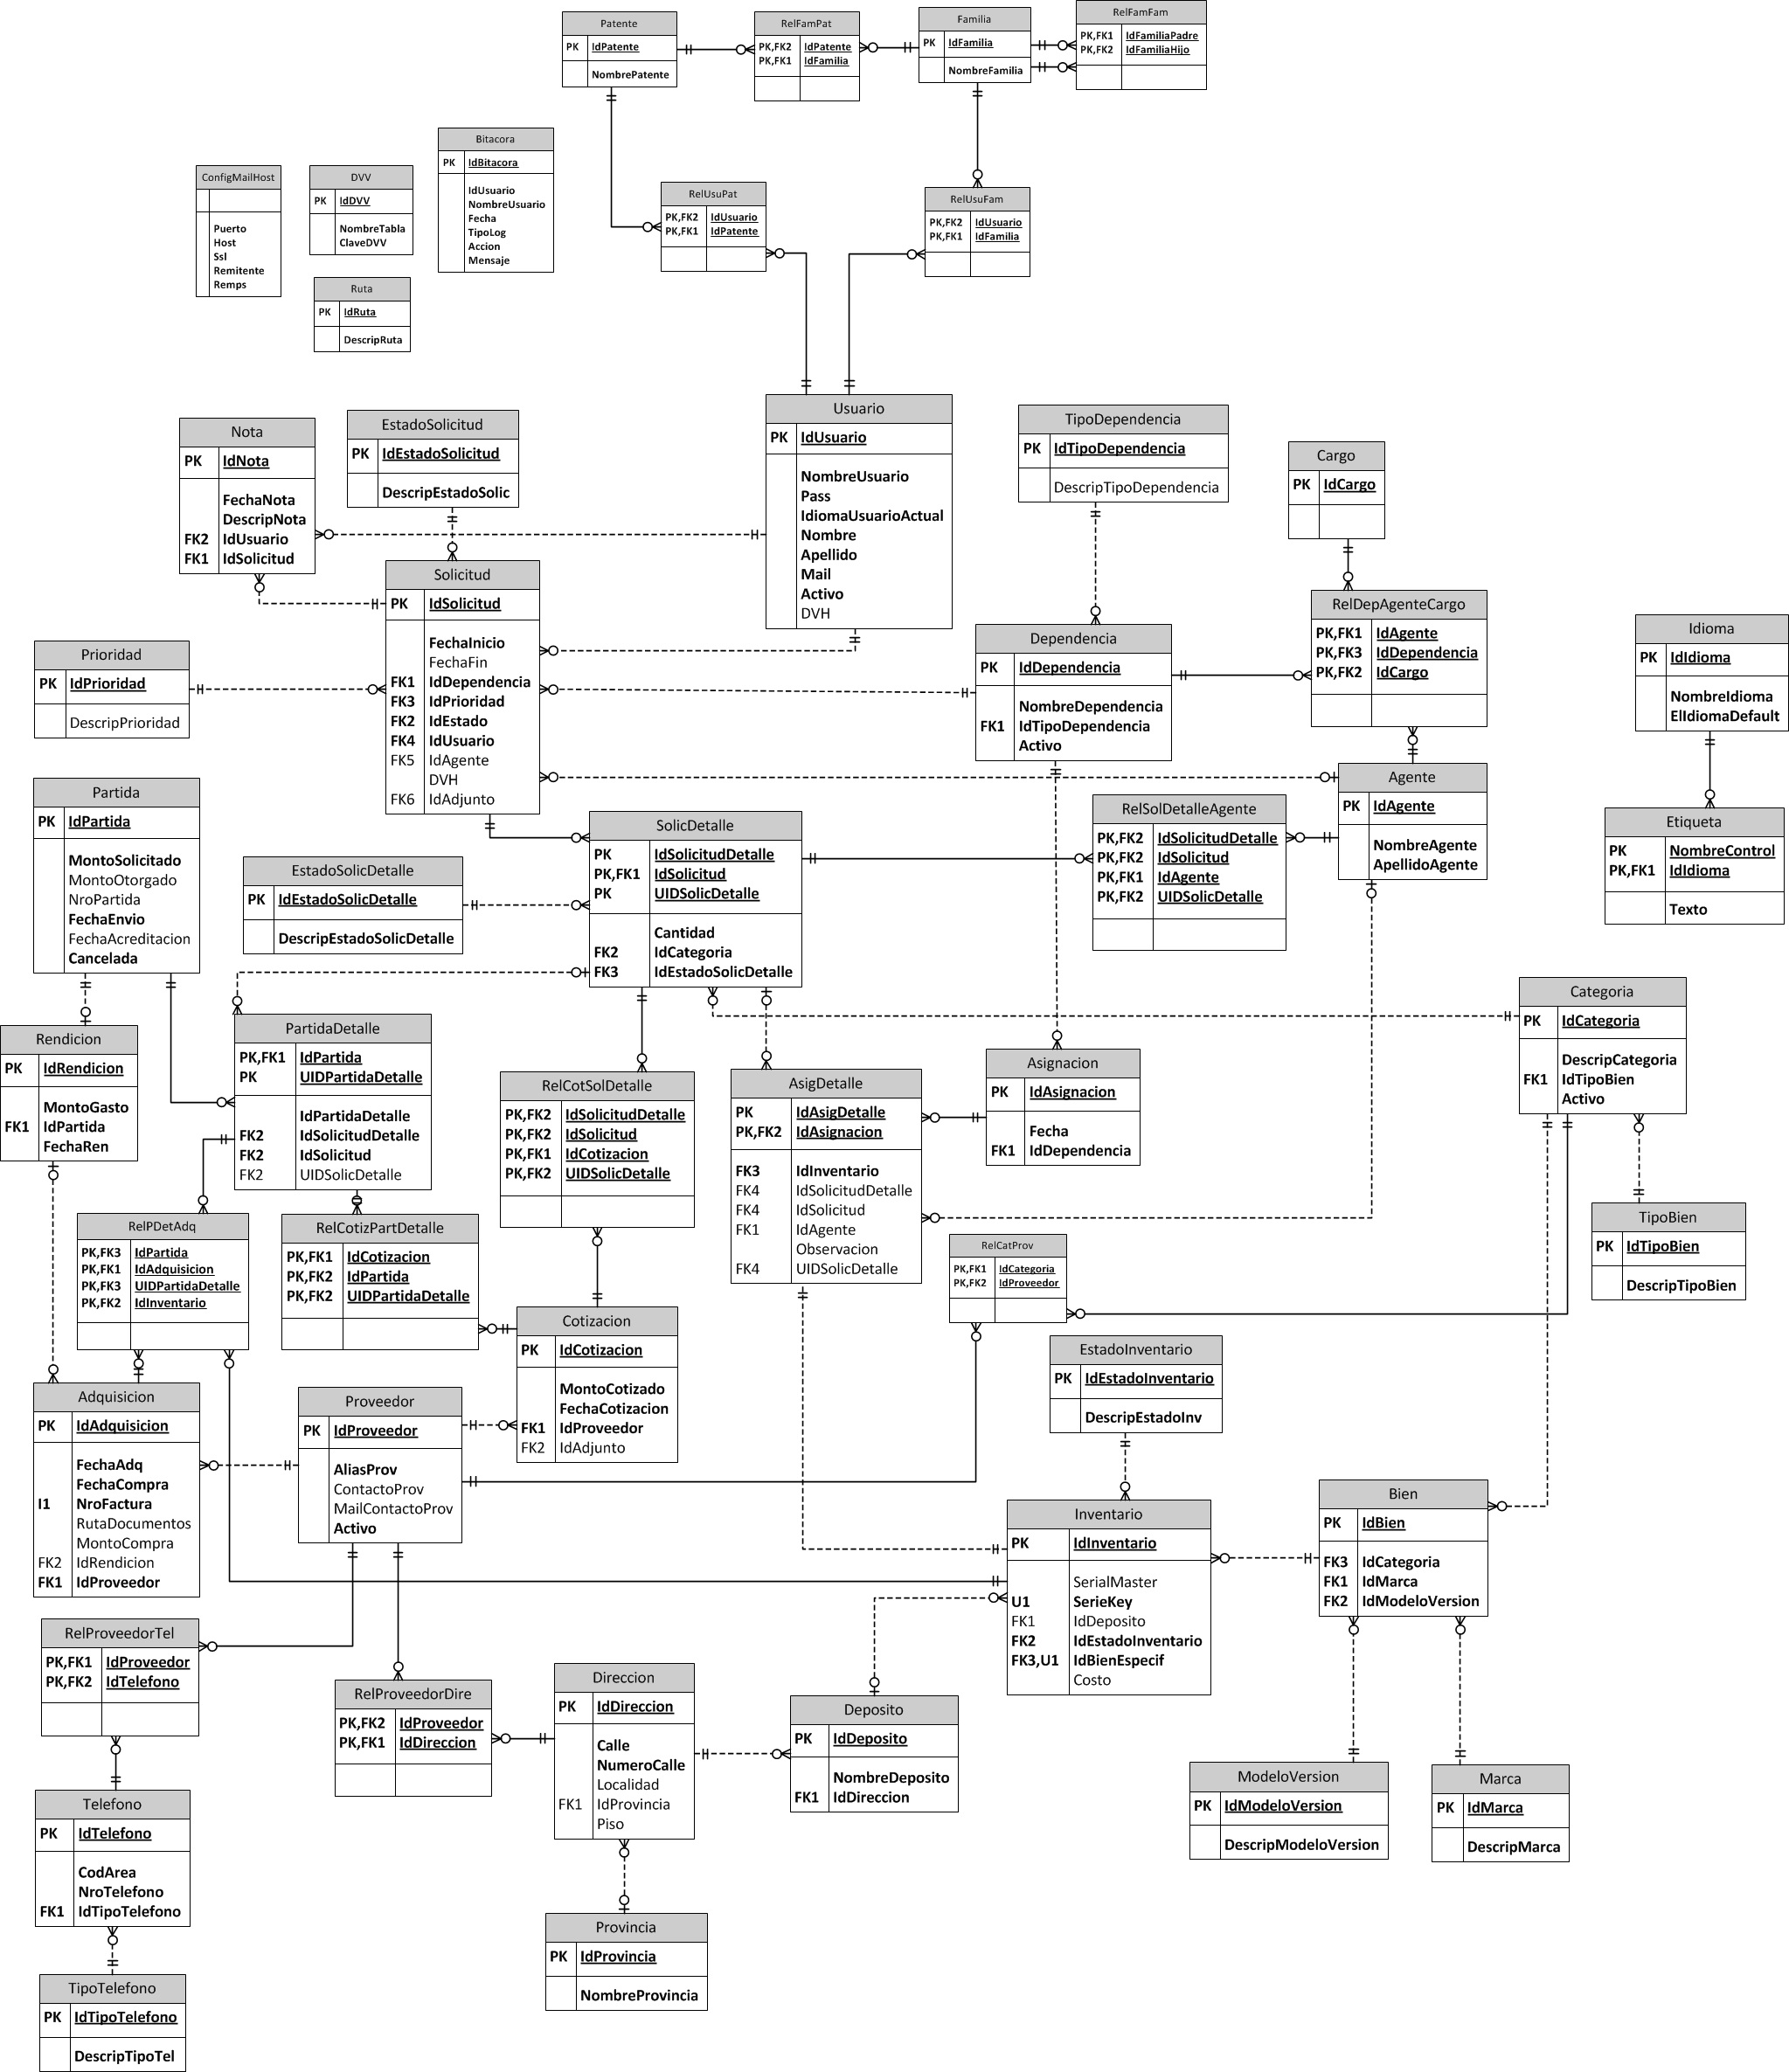 Patente
PK IdPatente
NombrePatente
RelFamPat
PK,FK2 IdPatente
PK,FK1 IdFamilia
Familia
PK IdFamilia
NombreFamilia
RelFamFam
PK,FK1 IdFamiliaPadre
PK,FK2 IdFamiliaHijo
ConfigMailHost
Puerto
Host
Ssl
Remitente
Remps
DVV
PK IdDVV
NombreTabla
ClaveDVV
Bitacora
PK IdBitacora
IdUsuario
NombreUsuario
Fecha
TipoLog
Accion
Mensaje
RelUsuPat
PK,FK2 IdUsuario
PK,FK1 IdPatente
RelUsuFam
PK,FK2 IdUsuario
PK,FK1 IdFamilia
Ruta
PK IdRuta
DescripRuta
Nota
PK IdNota
FechaNota
DescripNota
FK2 IdUsuario
FK1 IdSolicitud
EstadoSolicitud
PK IdEstadoSolicitud
DescripEstadoSolic
Usuario
PK IdUsuario
NombreUsuario
Pass
IdiomaUsuarioActual
Nombre
Apellido
Mail
Activo
DVH
TipoDependencia
PK IdTipoDependencia
DescripTipoDependencia
Cargo
PK IdCargo
Solicitud
PK IdSolicitud
FechaInicio
FechaFin
FK1 IdDependencia
FK3 IdPrioridad
FK2 IdEstado
FK4 IdUsuario
FK5 IdAgente
DVH
FK6 IdAdjunto
Prioridad
PK IdPrioridad
DescripPrioridad
Dependencia
PK IdDependencia
NombreDependencia
FK1 IdTipoDependencia
Activo
RelDepAgenteCargo
PK,FK1 IdAgente
PK,FK3 IdDependencia
PK,FK2 IdCargo
Idioma
PK IdIdioma
NombreIdioma
ElIdiomaDefault
Partida
PK IdPartida
MontoSolicitado
MontoOtorgado
NroPartida
FechaEnvio
FechaAcreditacion
Cancelada
SolicDetalle
PK IdSolicitudDetalle
PK,FK1 IdSolicitud
PK UIDSolicDetalle
Cantidad
FK2 IdCategoria
FK3 IdEstadoSolicDetalle
RelSolDetalleAgente
PK,FK2 IdSolicitudDetalle
PK,FK2 IdSolicitud
PK,FK1 IdAgente
PK,FK2 UIDSolicDetalle
Agente
PK IdAgente
NombreAgente
ApellidoAgente
Etiqueta
PK NombreControl
PK,FK1 IdIdioma
Texto
EstadoSolicDetalle
PK IdEstadoSolicDetalle
DescripEstadoSolicDetalle
Rendicion
PK IdRendicion
MontoGasto
FK1 IdPartida
FechaRen
PartidaDetalle
PK,FK1 IdPartida
PK UIDPartidaDetalle
IdPartidaDetalle
FK2 IdSolicitudDetalle
FK2 IdSolicitud
FK2 UIDSolicDetalle
RelCotSolDetalle
PK,FK2 IdSolicitudDetalle
PK,FK2 IdSolicitud
PK,FK1 IdCotizacion
PK,FK2 UIDSolicDetalle
AsigDetalle
PK IdAsigDetalle
PK,FK2 IdAsignacion
FK3 IdInventario
FK4 IdSolicitudDetalle
FK4 IdSolicitud
FK1 IdAgente
Observacion
FK4 UIDSolicDetalle
Asignacion
PK IdAsignacion
Fecha
FK1 IdDependencia
Categoria
PK IdCategoria
DescripCategoria
FK1 IdTipoBien
Activo
TipoBien
PK IdTipoBien
DescripTipoBien
RelPDetAdq
PK,FK3 IdPartida
PK,FK1 IdAdquisicion
PK,FK3 UIDPartidaDetalle
PK,FK2 IdInventario
RelCotizPartDetalle
PK,FK1 IdCotizacion
PK,FK2 IdPartida
PK,FK2 UIDPartidaDetalle
RelCatProv
PK,FK1 IdCategoria
PK,FK2 IdProveedor
Cotizacion
PK IdCotizacion
MontoCotizado
FechaCotizacion
FK1 IdProveedor
FK2 IdAdjunto
EstadoInventario
PK IdEstadoInventario
DescripEstadoInv
Adquisicion
PK IdAdquisicion
FechaAdq
FechaCompra
I1 NroFactura
RutaDocumentos
MontoCompra
FK2 IdRendicion
FK1 IdProveedor
Proveedor
PK IdProveedor
AliasProv
ContactoProv
MailContactoProv
Activo
Inventario
PK IdInventario
SerialMaster
U1 SerieKey
FK1 IdDeposito
FK2 IdEstadoInventario
FK3,U1 IdBienEspecif
Costo
Bien
PK IdBien
FK3 IdCategoria
FK1 IdMarca
FK2 IdModeloVersion
RelProveedorTel
PK,FK1 IdProveedor
PK,FK2 IdTelefono
RelProveedorDire
PK,FK2 IdProveedor
PK,FK1 IdDireccion
Direccion
PK IdDireccion
Calle
NumeroCalle
Localidad
FK1 IdProvincia
Piso
Deposito
PK IdDeposito
NombreDeposito
FK1 IdDireccion
ModeloVersion
PK IdModeloVersion
DescripModeloVersion
Marca
PK IdMarca
DescripMarca
Telefono
PK IdTelefono
CodArea
NroTelefono
FK1 IdTipoTelefono
Provincia
PK IdProvincia
NombreProvincia
TipoTelefono
PK IdTipoTelefono
DescripTipoTel